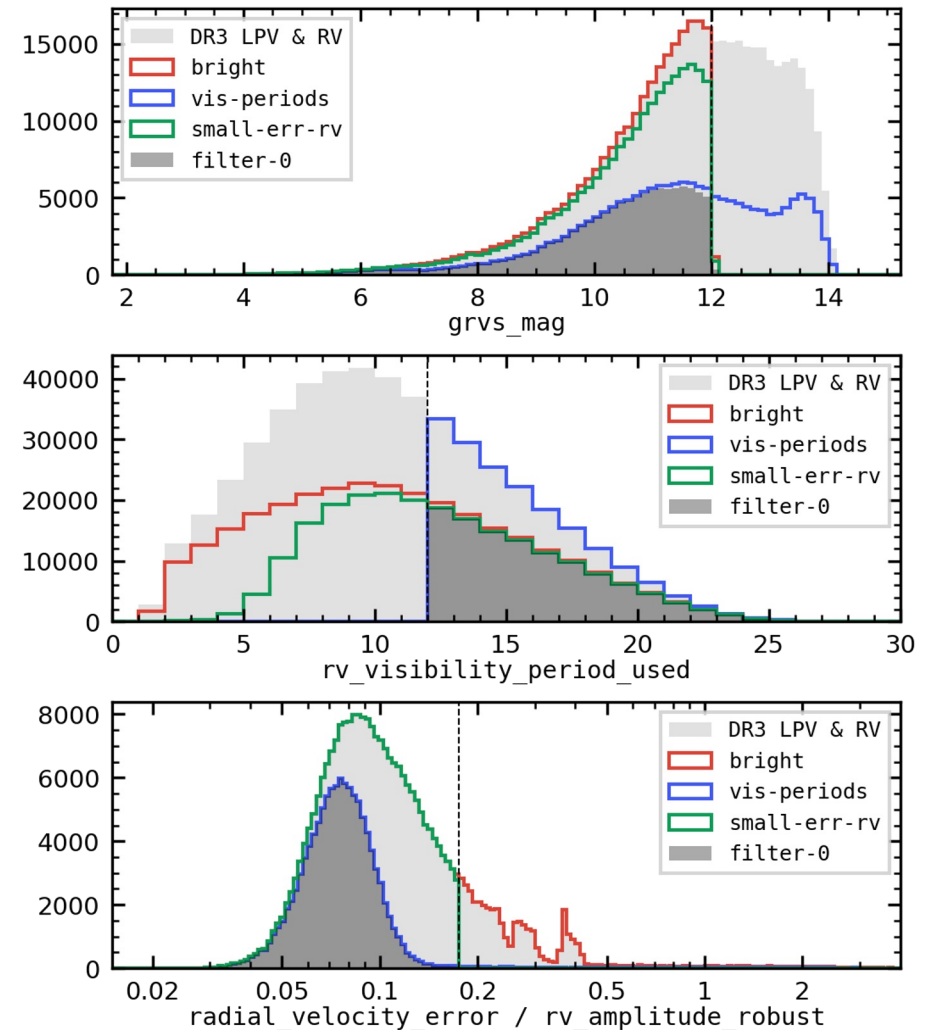 15000
10000
5000
0
DR3 LPV & RV
bright
vis-periods
small-err-rv
filter-0
2 4 6 8 10 12 14
grvs_mag
40000
30000
20000
10000
0
DR3 LPV & RV
bright
vis-periods
small-err-rv
filter-0
0 5 10 15 20 25 30
rv_visibility_period_used
8000
6000
4000
2000
0
DR3 LPV & RV
bright
vis-periods
small-err-rv
filter-0
0.02 0.05 0.1 0.2 0.5 1 2
radial_velocity_error / rv_amplitude_robust